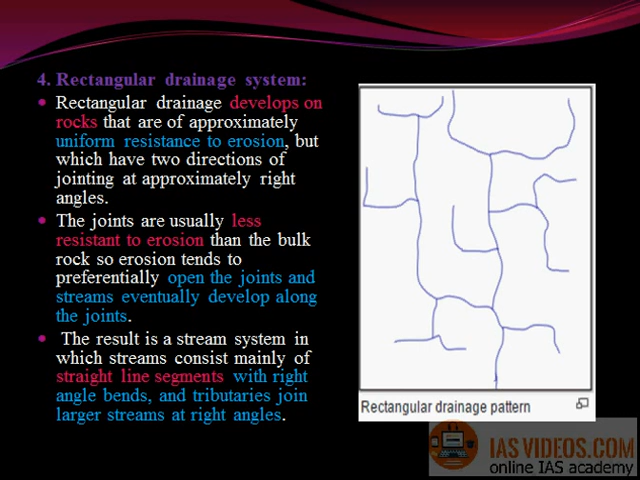 4. Rectangular drainage system:
• Rectangular drainage develops on
rocks that are of approximately
uniform resistance to erosion, but
which have two directions of
jointing at approximately right
angles.
• The joints are usually less
resistant to erosion than the bulk
rock so erosion tends to
preferentially open the joints and
streams eventually develop along
the joints.
• The result is a stream system in
which streams consist mainly of
straight line segments with right
angle bends, and tributaries join
larger streams at right angles.
Rectangular drainage pattern
IASVIDEOS.COM
online IAS academy